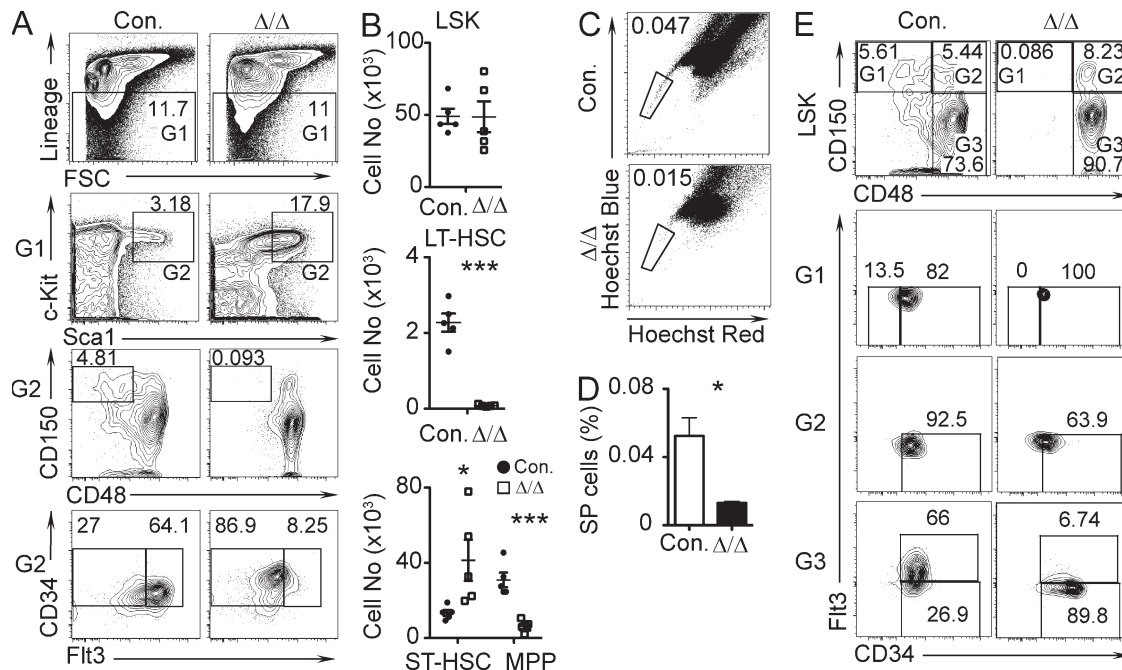 A
Con.
Δ/Δ
Lineage
11.7
G1
11
G1
FSC
G1
c-Kit
3.18
G2
17.9
G2
Sca1
G2
CD150
4.81
0.093
CD48
G2
CD34
27
64.1
86.9
8.25
Flt3
B
LSK
Cell No (x10³)
100
50
0
Con. Δ/Δ
LT-HSC
***
Cell No (x10³)
4
2
0
Con. Δ/Δ
Con.
Δ/Δ
*
***
Cell No (x10³)
80
40
0
ST-HSC MPP
C
Con.
0.047
Δ/Δ
0.015
Hoechst Blue
Hoechst Red
D
SP cells (%)
0.08
0.04
0
*
Con. Δ/Δ
E
Con.
Δ/Δ
LSK
CD150
5.61
G1
5.44
G2
G3
73.6
0.086
G1
8.23
G2
G3
90.7
CD48
G1
13.5
82
0
100
G2
92.5
63.9
G3
66
26.9
6.74
89.8
Flt3
CD34